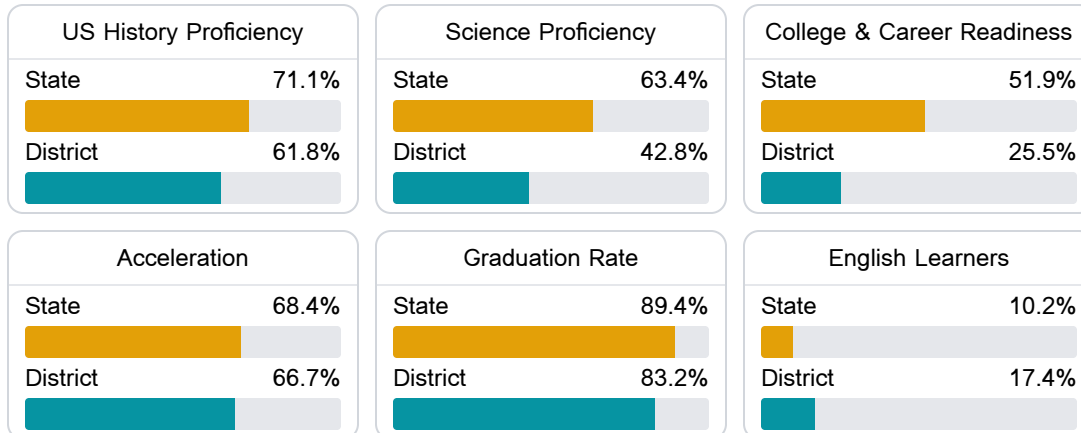 US History Proficiency
State 71.1%
District 61.8%
Science Proficiency
State 63.4%
District 42.8%
College & Career Readiness
State 51.9%
District 25.5%
Acceleration
State 68.4%
District 66.7%
Graduation Rate
State 89.4%
District 83.2%
English Learners
State 10.2%
District 17.4%